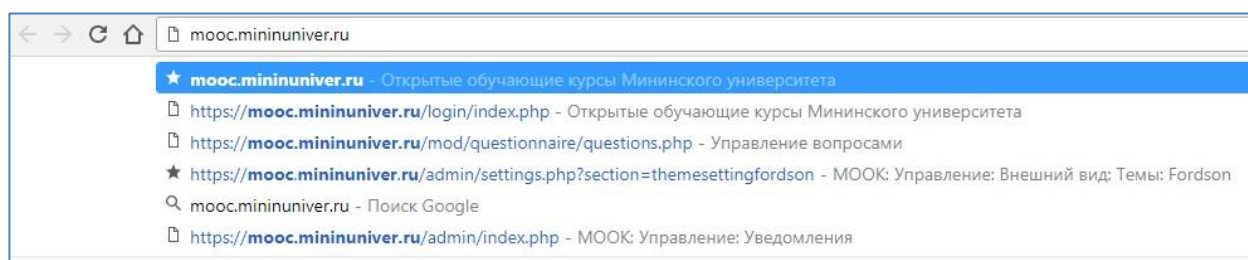 mooc.mininuniver.ru
mooc.mininuniver.ru - Открытые обучающие курсы Мининского университета
https://mooc.mininuniver.ru/login/index.php - Открытые обучающие курсы Мининского университета
https://mooc.mininuniver.ru/mod/questionnaire/questions.php - Управление вопросами
https://mooc.mininuniver.ru/admin/settings.php?section=themesettingfordson - МООК: Управление: Внешний вид: Темы: Fordson
mooc.mininuniver.ru - Поиск Google
https://mooc.mininuniver.ru/admin/index.php - МООК: Управление: Уведомления